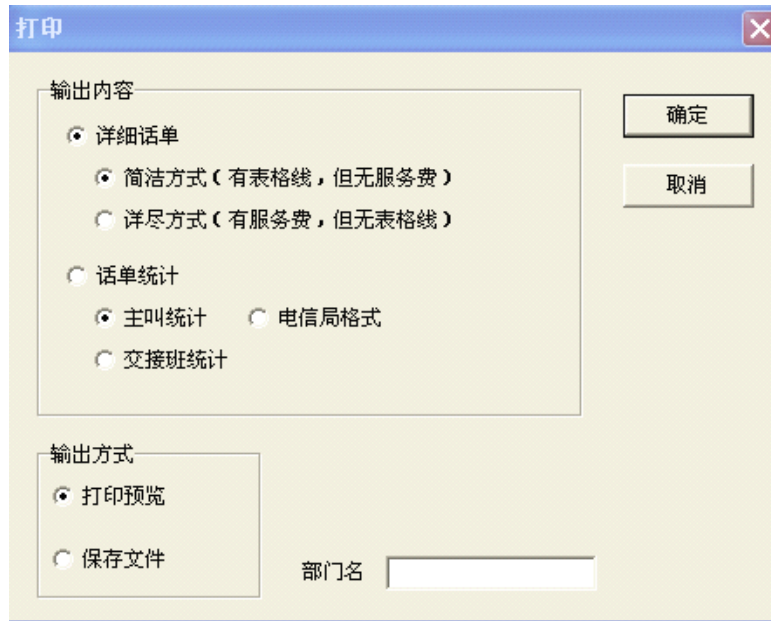 打印
输出内容
确定
详细话单
简洁方式(有表格线,但无服务费)
取消
详尽方式(有服务费,但无表格线)
话单统计
主叫统计 电信局格式
交接班统计
输出方式
打印预览
保存文件
部门名